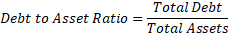 Debt to Asset Ratio = Total Debt / Total Assets